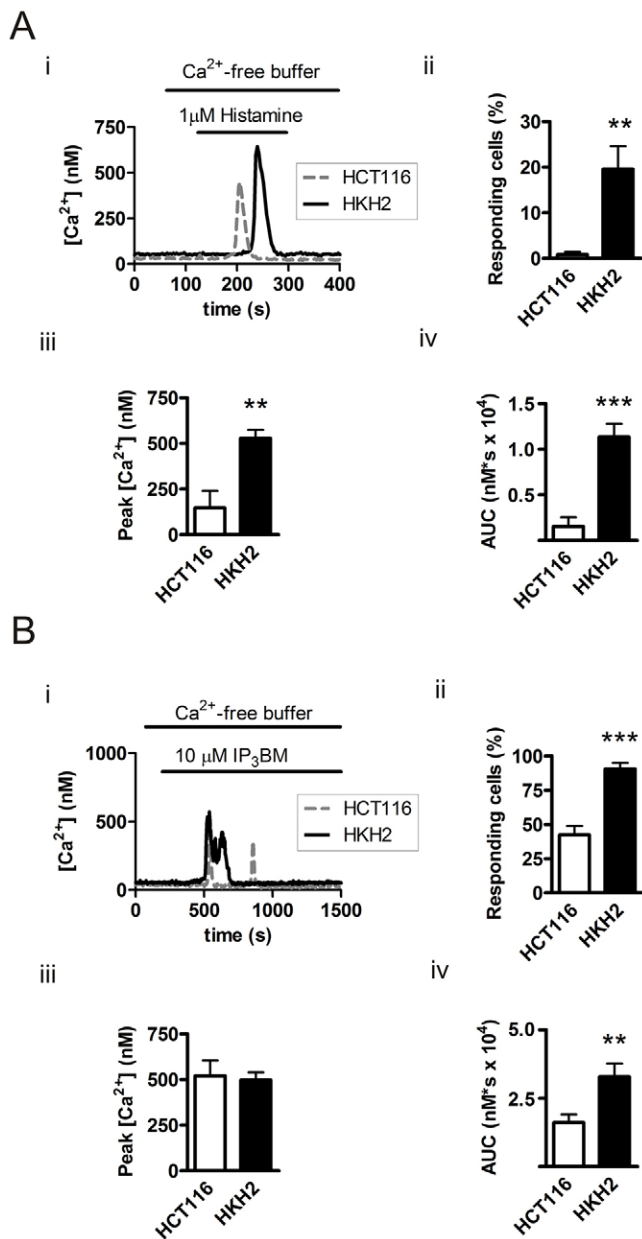 A
i
Ca²⁺-free buffer
1μM Histamine
[Ca²⁺] (nM)
750
500
250
0
0 100 200 300 400
time (s)
HCT116
HKH2
ii
Responding cells (%)
30
20
10
0
**
HCT116
HKH2
iii
Peak [Ca²⁺] (nM)
750
500
250
0
**
HCT116
HKH2
iv
AUC (nM*s x 10⁴)
1.5
1.0
0.5
***
HCT116
HKH2
B
i
Ca²⁺-free buffer
10 μM IP₃BM
[Ca²⁺] (nM)
1000
500
0
0 500 1000 1500
time (s)
HCT116
HKH2
ii
Responding cells (%)
100
75
50
25
0
***
HCT116
HKH2
iii
Peak [Ca²⁺] (nM)
750
500
250
0
HCT116
HKH2
iv
AUC (nM*s x 10⁴)
5.0
2.5
**
HCT116
HKH2